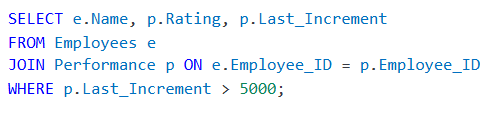 SELECT e.Name, p.Rating, p.Last_Increment
FROM Employees e
JOIN Performance p ON e.Employee_ID = p.Employee_ID
WHERE p.Last_Increment > 5000;